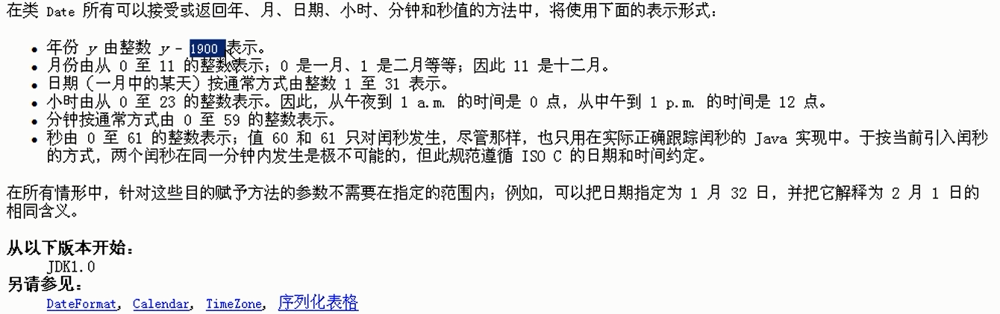 在类 Date 所有可以接受或返回年、月、日期、小时、分钟和秒值的方法中，将使用下面的表示形式：
• 年份 y 由整数 y - 1900 表示。
• 月份由从 0 至 11 的整数表示；0 是一月、1 是二月等等；因此 11 是十二月。
• 日期（一月中的某天）按通常方式由整数 1 至 31 表示。
• 小时由从 0 至 23 的整数表示。因此，从午夜到 1 a.m. 的时间是 0 点，从中午到 1 p.m. 的时间是 12 点。
• 分钟按通常方式由 0 至 59 的整数表示。
• 秒由 0 至 61 的整数表示；值 60 和 61 只对闰秒发生，尽管那样，也只用在实际正确跟踪闰秒的 Java 实现中。于按当前引入闰秒
的方式，两个闰秒在同一分钟内发生是极不可能的，但此规范遵循 ISO C 的日期和时间约定。
在所有情形中，针对这些目的赋予方法的参数不需要在指定的范围内；例如，可以把日期指定为 1 月 32 日，并把它解释为 2 月 1 日的
相同含义。
从以下版本开始：
JDK1.0
另请参见：
DateFormat, Calendar, TimeZone, 序列化表格